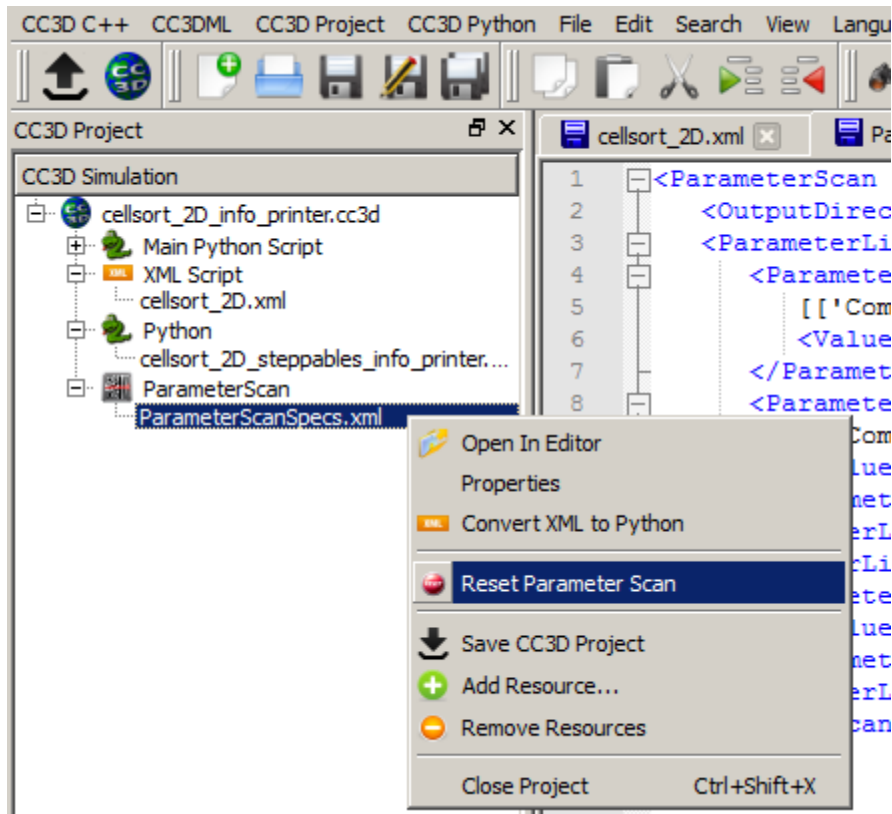 CC3D C++ CC3DML CC3D Project CC3D Python File Edit Search View Langu
CC3D Project
cellsort_2D.xml
CC3D Simulation
cellsort_2D_info_printer.cc3d
Main Python Script
XML Script
cellsort_2D.xml
Python
cellsort_2D_steppables_info_printer....
ParameterScan
ParameterScanSpecs.xml
1 <ParameterScan
2 <OutputDirec
3 <ParameterLi
4 <Paramete
5 [['Com
6 <Value
7 </Paramet
8 <Paramete
Open In Editor
Properties
Convert XML to Python
Reset Parameter Scan
Save CC3D Project
Add Resource...
Remove Resources
Close Project Ctrl+Shift+X